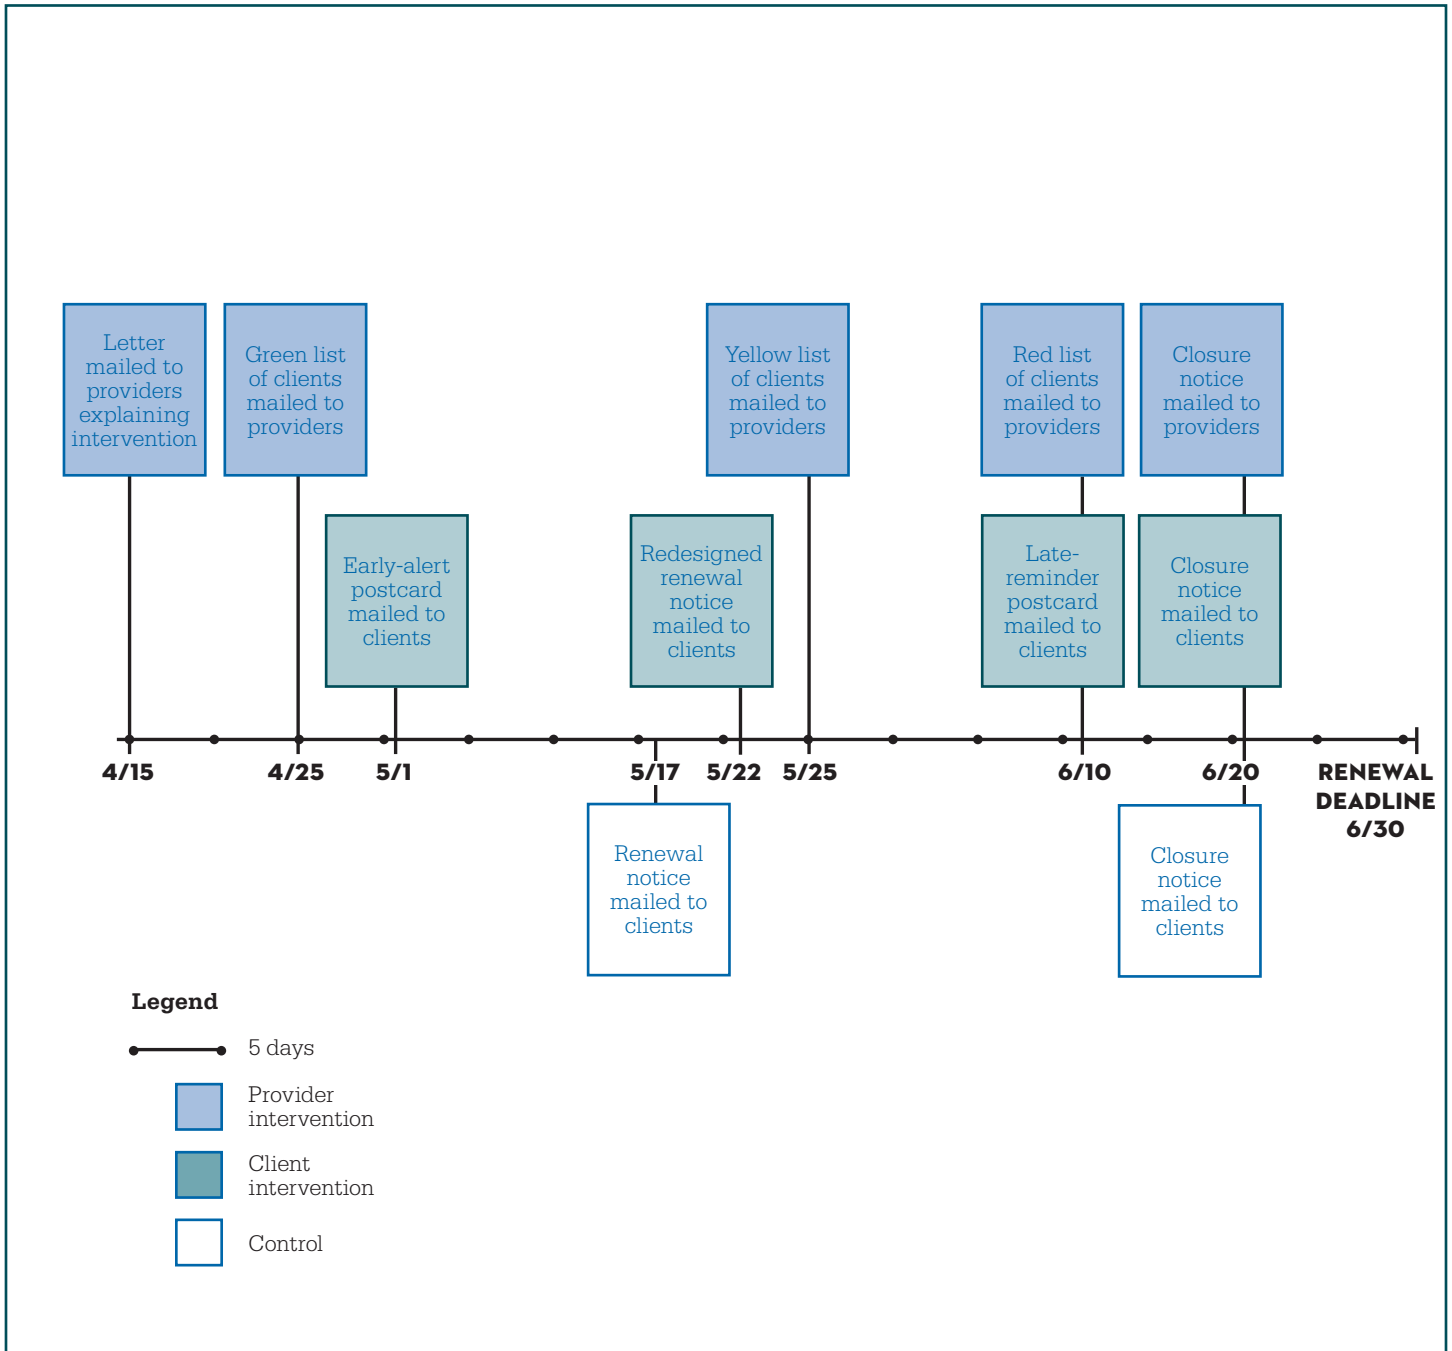 Letter
mailed to
providers
explaining
intervention
Green list
of clients
mailed to
providers
Yellow list
of clients
mailed to
providers
Red list
of clients
mailed to
providers
Closure
notice
mailed to
providers
Early-alert
postcard
mailed to
clients
Redesigned
renewal
notice
mailed to
clients
Late-
reminder
postcard
mailed to
clients
Closure
notice
mailed to
clients
4/15
4/25
5/1
5/17
5/22
5/25
6/10
6/20
RENEWAL
DEADLINE
6/30
Renewal
notice
mailed to
clients
Closure
notice
mailed to
clients
Legend
5 days
Provider
intervention
Client
intervention
Control